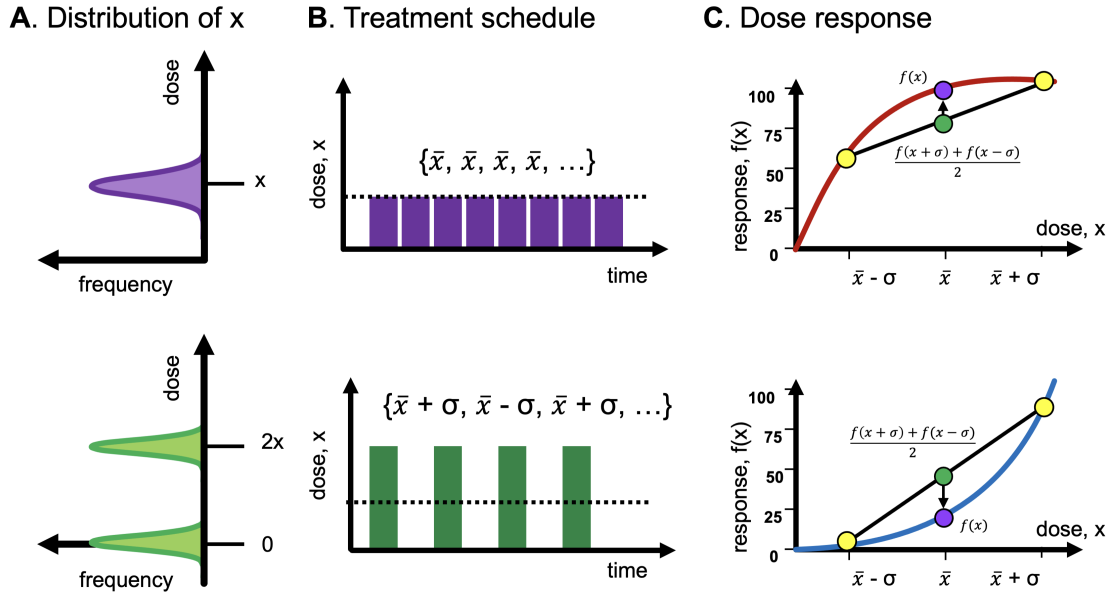 A. Distribution of x
dose
x
frequency
dose
2x
0
frequency
B. Treatment schedule
dose, x
{x̄, x̄, x̄, x̄, …}
time
dose, x
{x̄ + σ, x̄ - σ, x̄ + σ, …}
time
C. Dose response
response, f(x)
100
75
50
25
0
f(x)
f(x + σ) + f(x − σ)
2
dose, x
x̄ - σ
x̄
x̄ + σ
response, f(x)
100
75
50
25
0
f(x + σ) + f(x − σ)
2
f(x)
dose, x
x̄ - σ
x̄
x̄ + σ